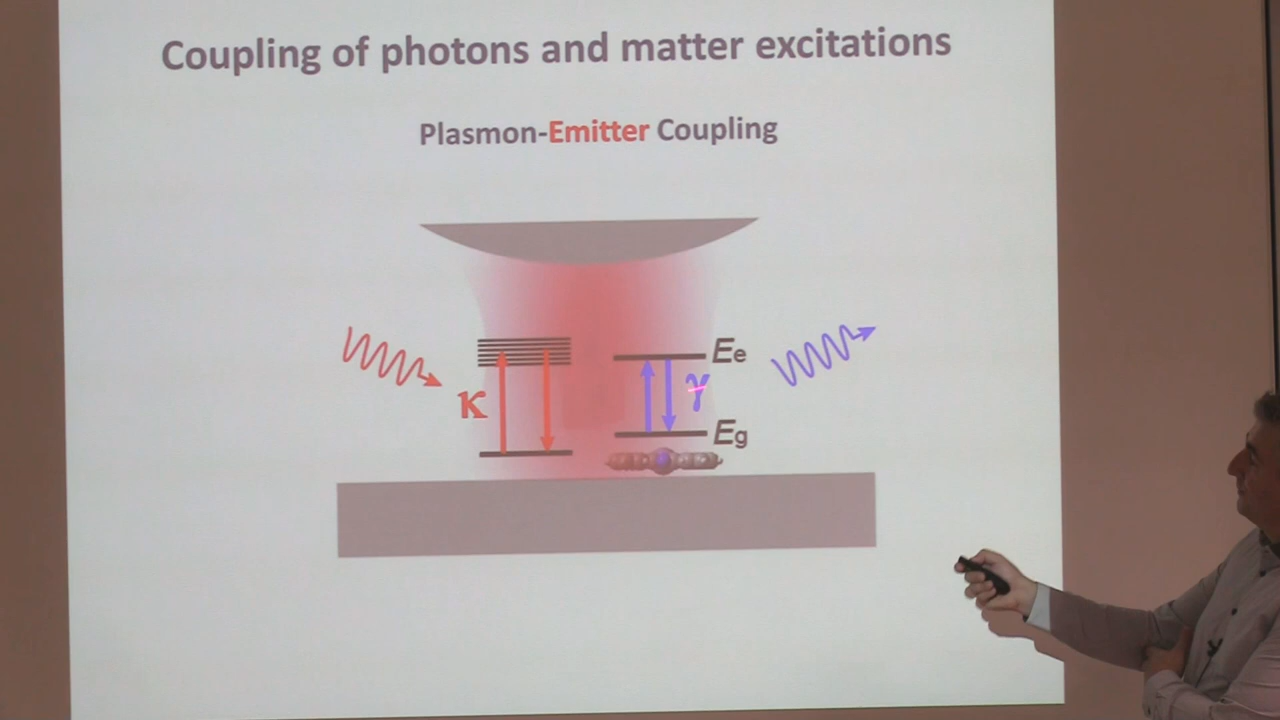 Coupling of photons and matter excitations
Plasmon-Emitter Coupling
Ee
κ
γ
Eg